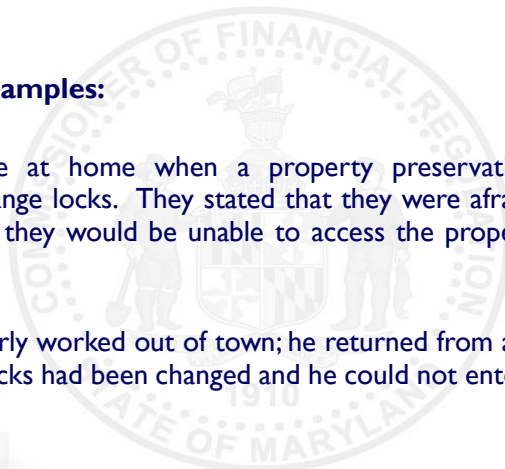 amples:
e at home when a property preservati
ange locks. They stated that they were afra
they would be unable to access the prope
rly worked out of town; he returned from a
cks had been changed and he could not ente
COMMISSIONER OF FINANCIAL REGULATION
1910
STATE OF MARYLAND